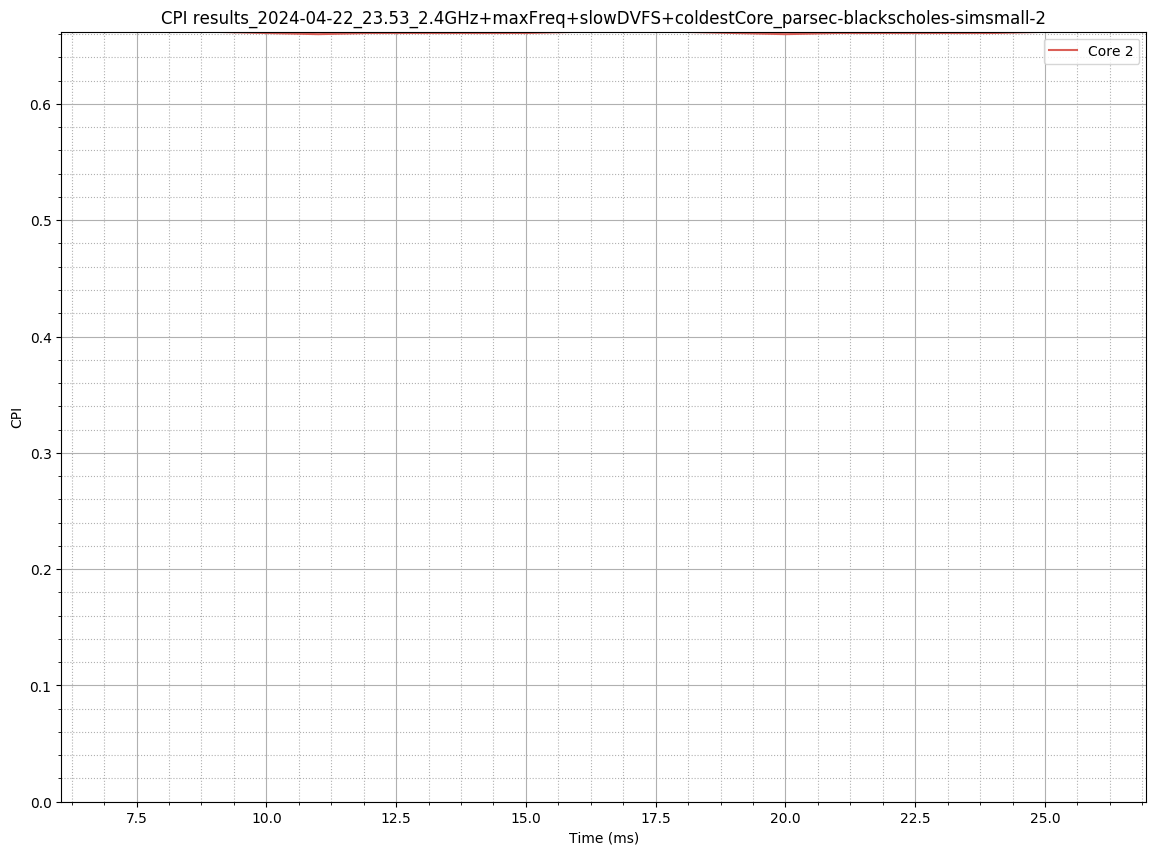 CPI results_2024-04-22_23.53_2.4GHz+maxFreq+slowDVFS+coldestCore_parsec-blackscholes-simsmall-2
Core 2
0.6
0.5
0.4
0.3
0.2
0.1
0.0
CPI
7.5 10.0 12.5 15.0 17.5 20.0 22.5 25.0
Time (ms)